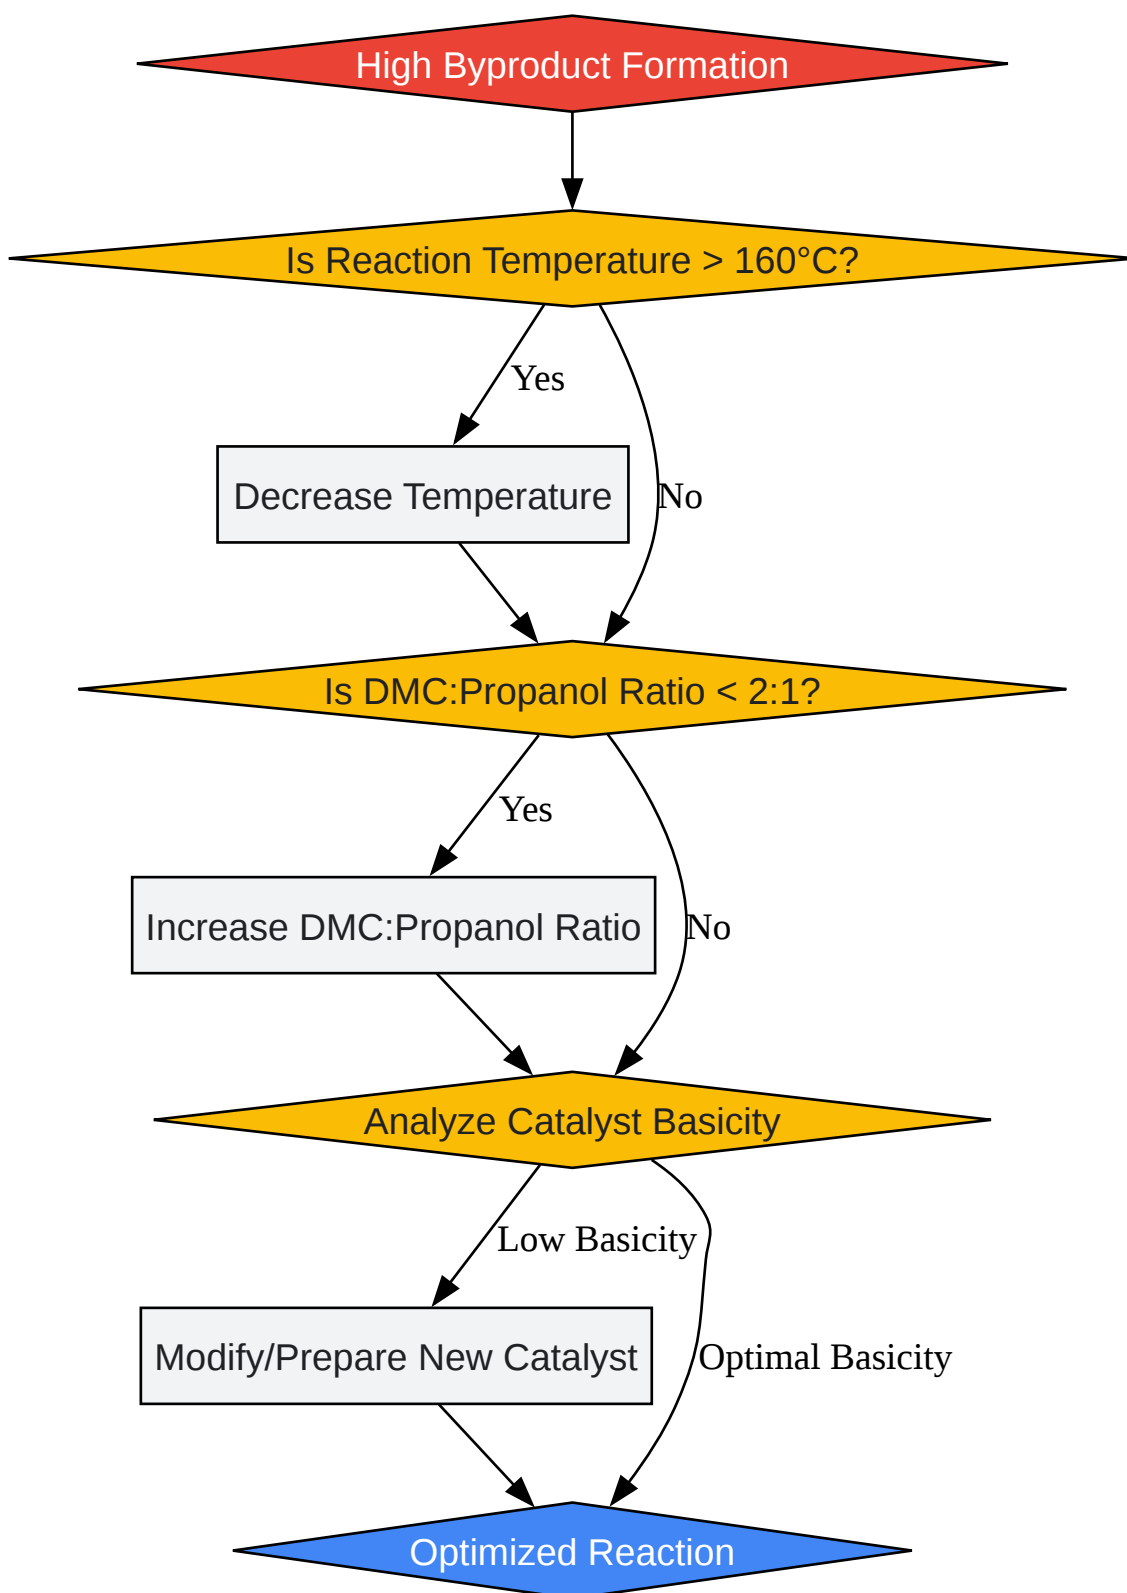 High Byproduct Formation
Is Reaction Temperature > 160°C?
Yes
Decrease Temperature
No
Is DMC:Propanol Ratio < 2:1?
Yes
Increase DMC:Propanol Ratio
No
Analyze Catalyst Basicity
Low Basicity
Modify/Prepare New Catalyst
Optimal Basicity
Optimized Reaction